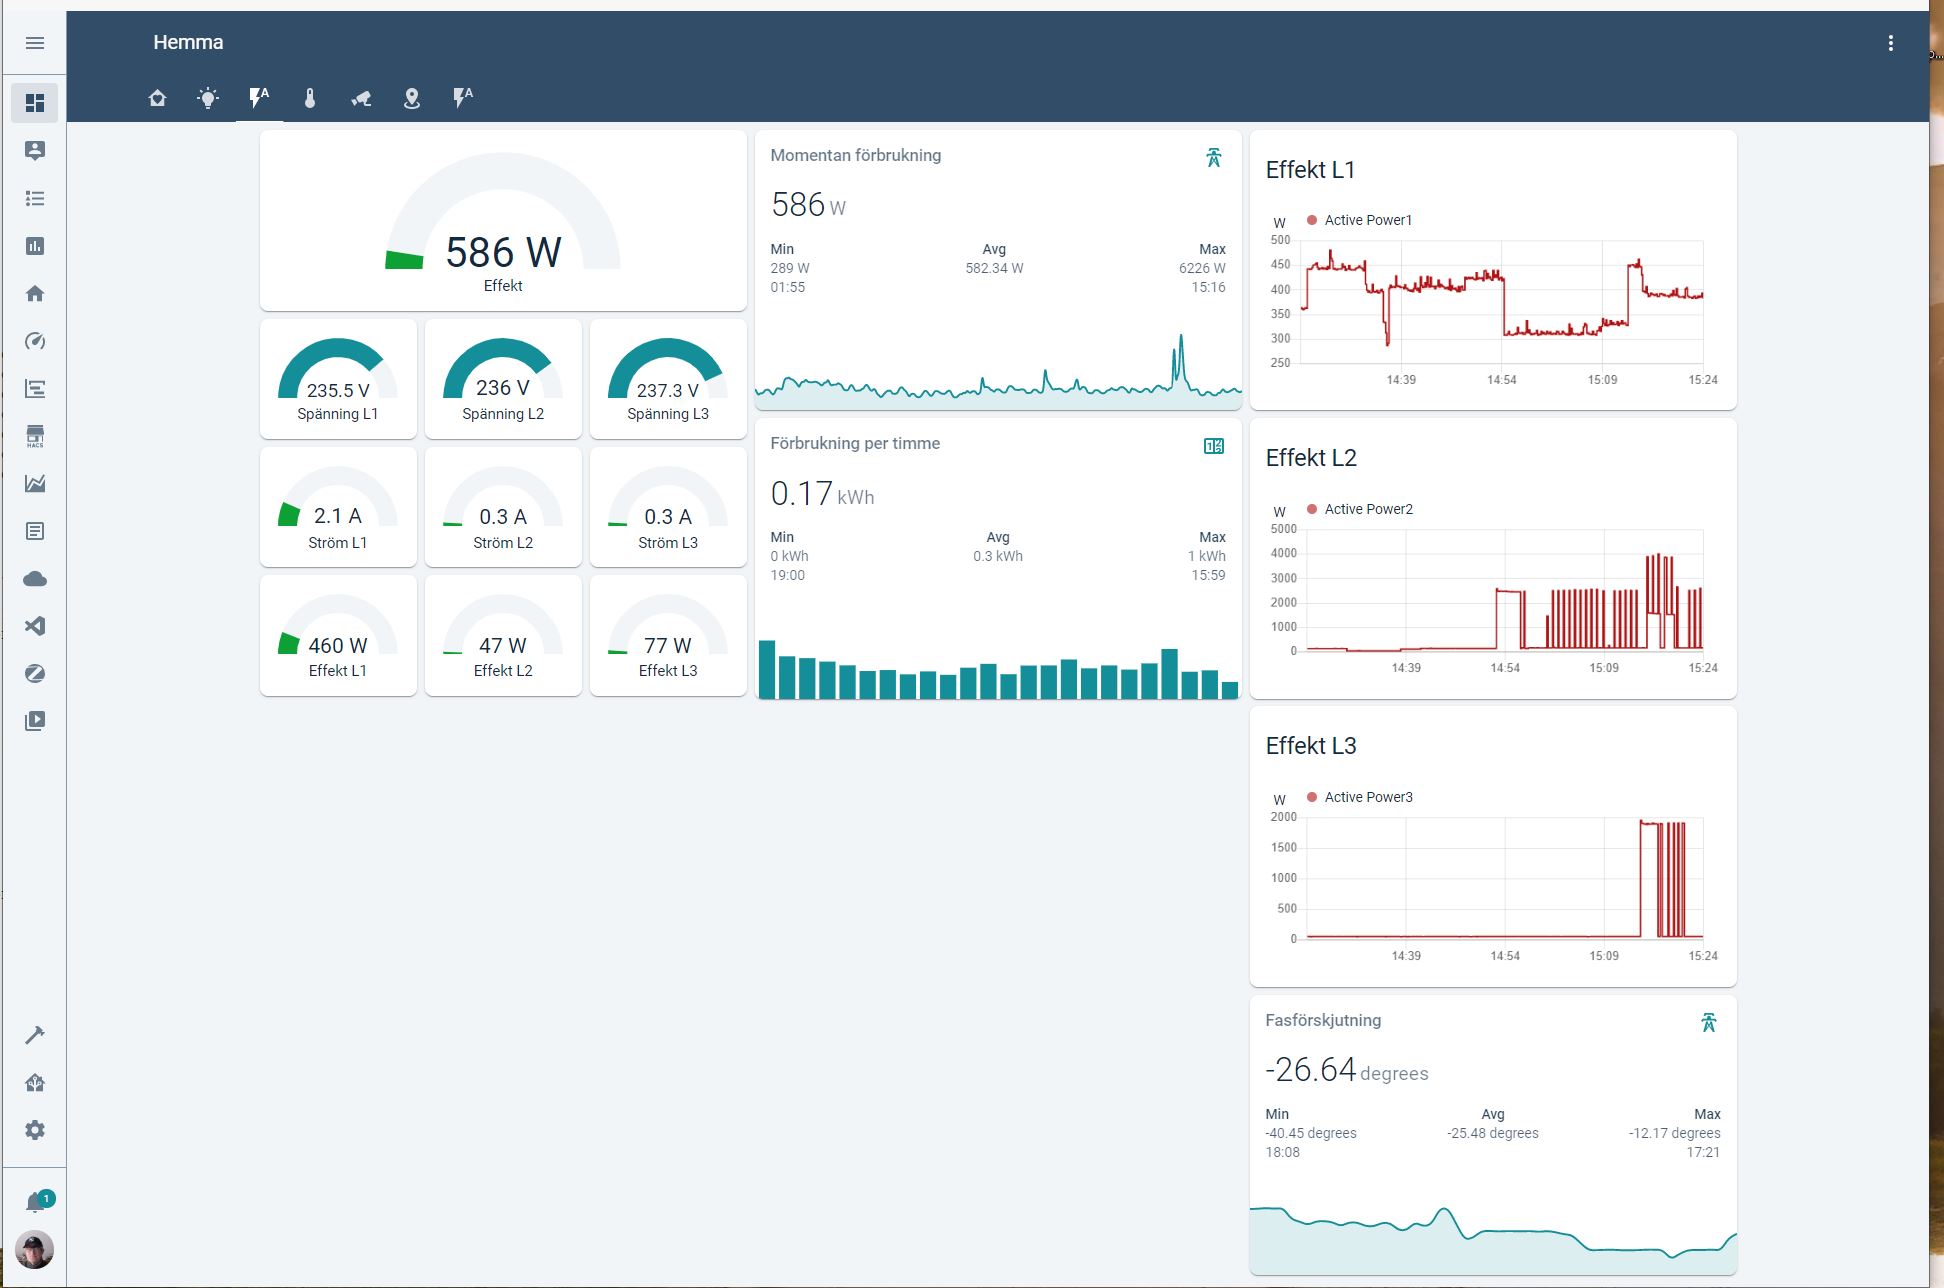 Hemma
HACS
1
586 W
Effekt
235.5 V
Spänning L1
236 V
Spänning L2
237.3 V
Spänning L3
2.1 A
Ström L1
0.3 A
Ström L2
0.3 A
Ström L3
460 W
Effekt L1
47 W
Effekt L2
77 W
Effekt L3
Momentan förbrukning
586 W
Min Avg Max
289 W 582.34 W 6226 W
01:55 15:16
Förbrukning per timme
0.17 kWh
Min Avg Max
0 kWh 0.3 kWh 1 kWh
19:00 15:59
Effekt L1
W Active Power1
500
450
400
350
300
250
14:39 14:54 15:09 15:24
Effekt L2
W Active Power2
5000
4000
3000
2000
1000
0
14:39 14:54 15:09 15:24
Effekt L3
W Active Power3
2000
1500
1000
500
0
14:39 14:54 15:09 15:24
Fasförskjutning
-26.64 degrees
Min Avg Max
-40.45 degrees -25.48 degrees -12.17 degrees
18:08 17:21